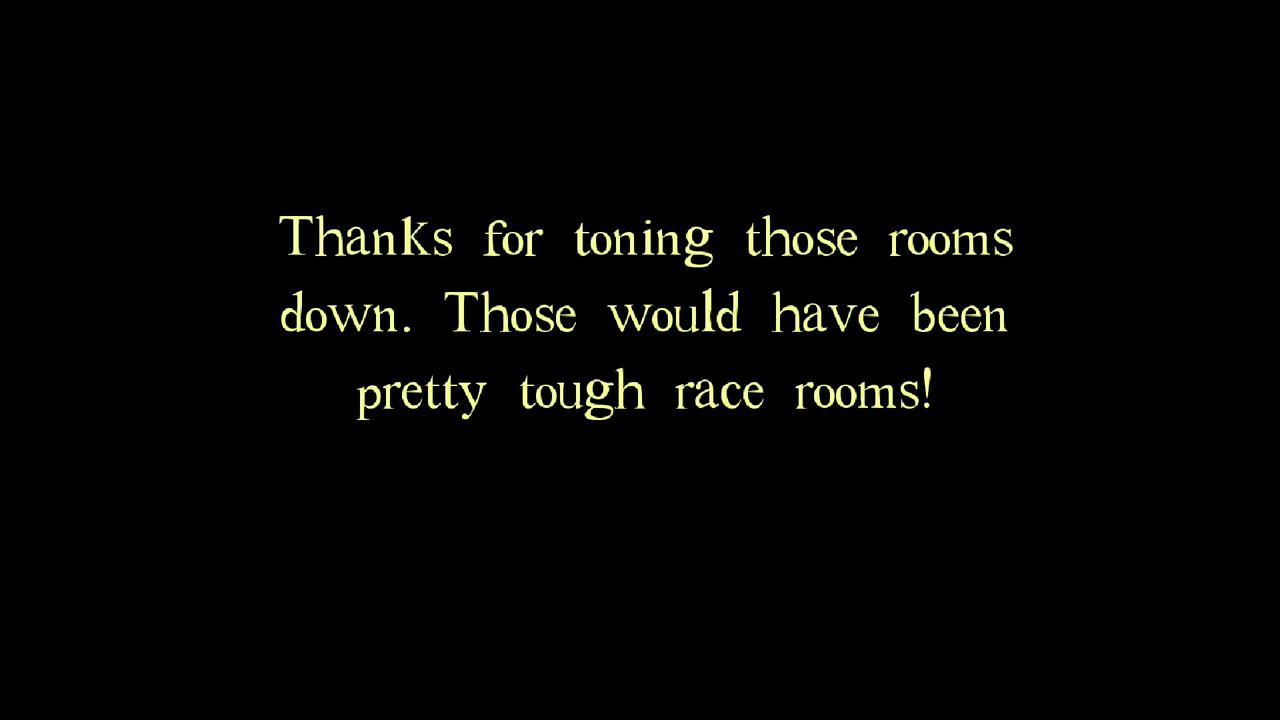 Thanks for toning those rooms
down. Those would have been
pretty tough race rooms!